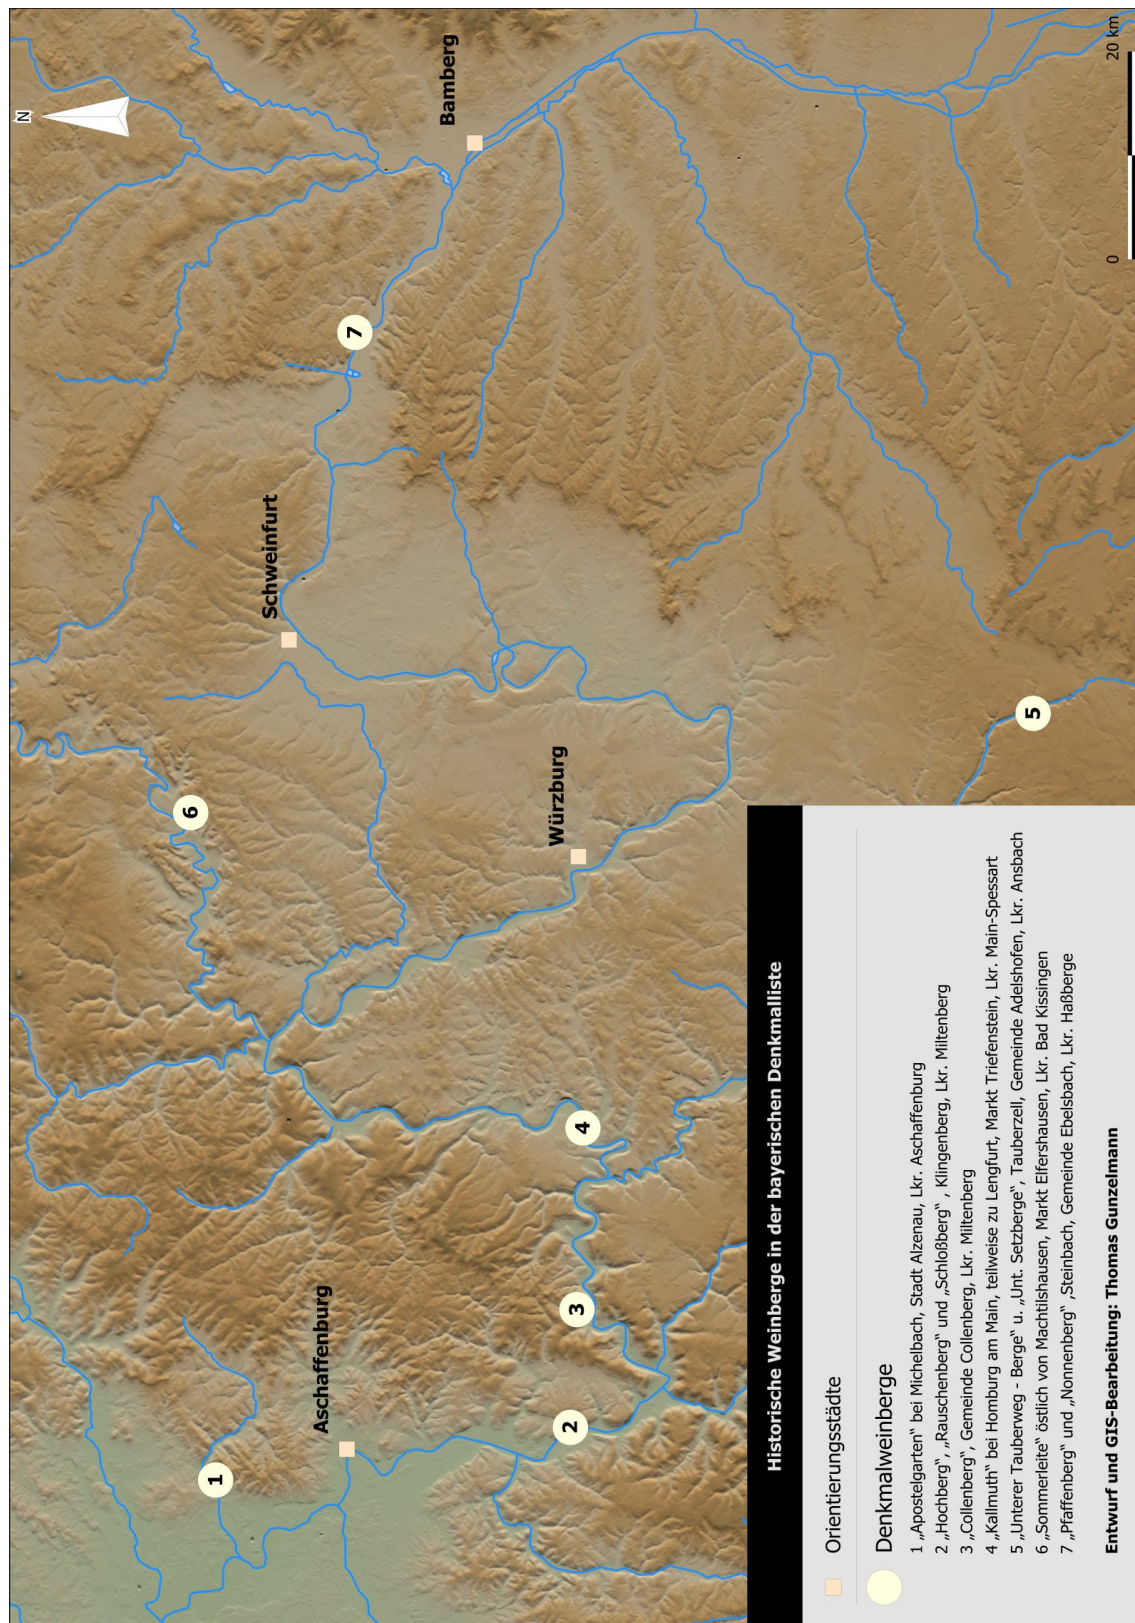 N
Bamberg
7
Schweinfurt
6
Würzburg
5
4
3
Aschaffenburg
2
1
0 20 km
Historische Weinberge in der bayerischen Denkmalliste
Orientierungsstädte
Denkmalweinberge
1 „Apostelgarten“ bei Michelbach, Stadt Alzenau, Lkr. Aschaffenburg
2 „Hochberg“, „Rauschenberg“ und „Schloßberg“ , Klingenberg, Lkr. Miltenberg
3 „Collenberg“, Gemeinde Collenberg, Lkr. Miltenberg
4 „Kallmuth“ bei Homburg am Main, teilweise zu Lengfurt, Markt Triefenstein, Lkr. Main-Spessart
5 „Unterer Tauberweg - Berge“ u. „Unt. Setzberge“, Tauberzell, Gemeinde Adelshofen, Lkr. Ansbach
6 „Sommerleite“ östlich von Machtilshausen, Markt Elfershausen, Lkr. Bad Kissingen
7 „Pfaffenberg“ und „Nonnenberg“ ,Steinbach, Gemeinde Ebelsbach, Lkr. Haßberge
Entwurf und GIS-Bearbeitung: Thomas Gunzelmann